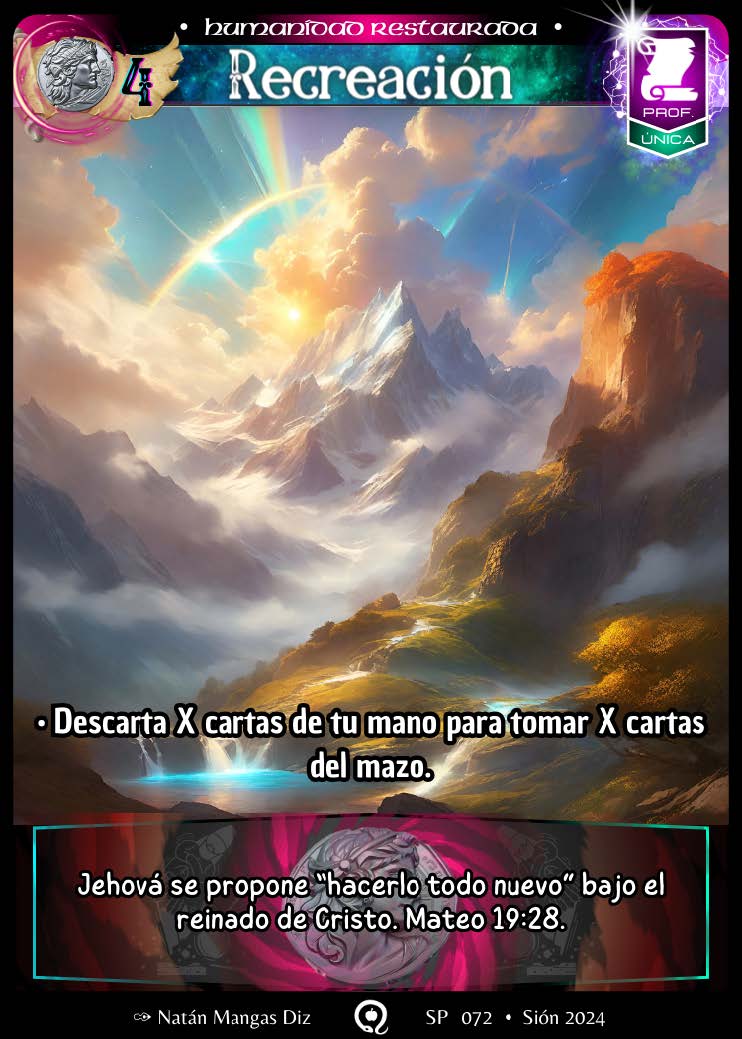 • humanidad restaurada •
4 Recreación
PROF.
ÚNICA
• Descarta X cartas de tu mano para tomar X cartas
del mazo.
Jehová se propone “hacerlo todo nuevo” bajo el
reinado de Cristo. Mateo 19:28.
Natán Mangas Diz SP 072 • Sión 2024